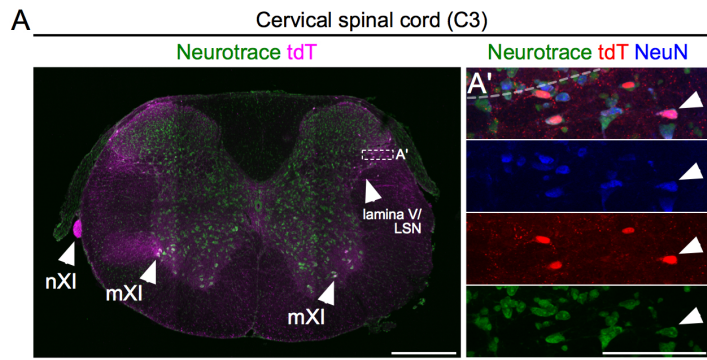 A
Cervical spinal cord (C3)
Neurotrace tdT
Neurotrace tdT NeuN
A'
A'
lamina V/
LSN
nXI
mXI
mXI